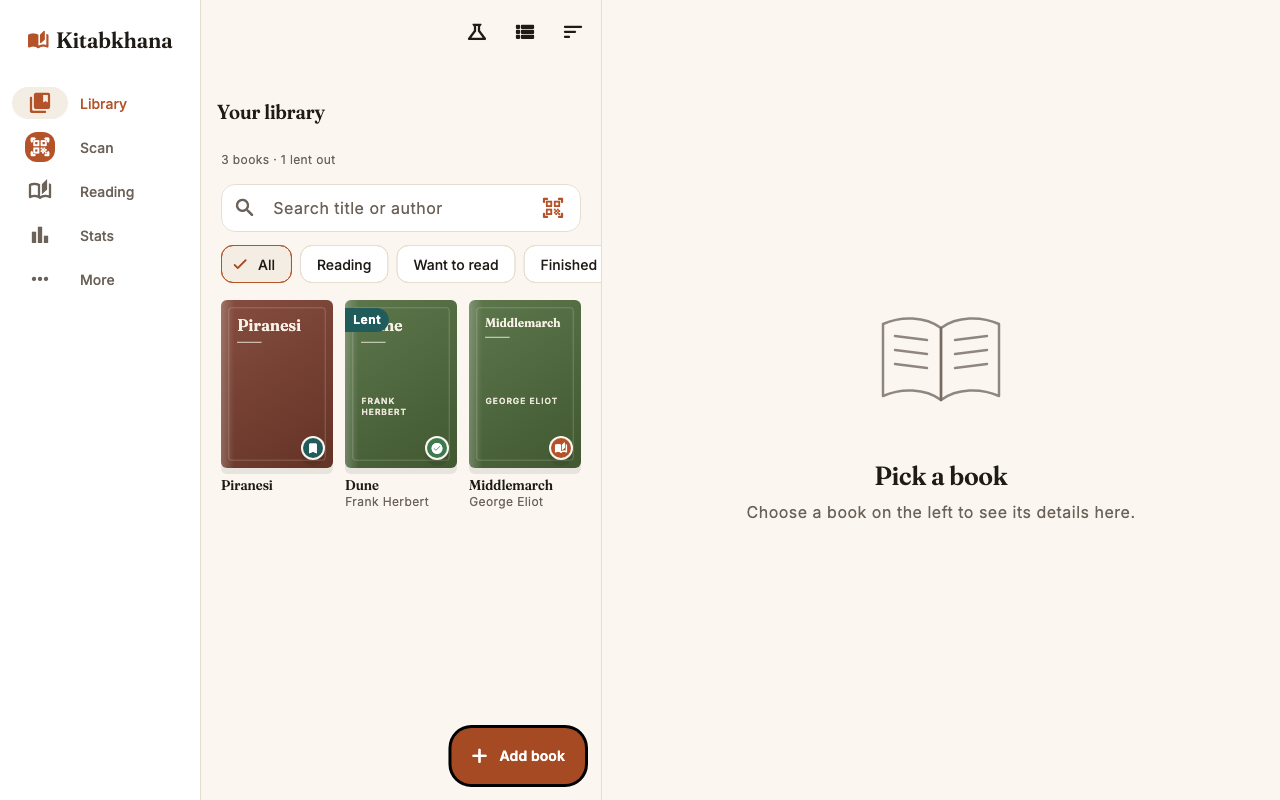 Kitabkhana
Library
Scan
Reading
Stats
More
Your library
3 books · 1 lent out
Search title or author
All
Reading
Want to read
Finished
Piranesi
Lent
ne
FRANK
HERBERT
Middlemarch
GEORGE ELIOT
Piranesi
Dune
Frank Herbert
Middlemarch
George Eliot
Add book
Pick a book
Choose a book on the left to see its details here.